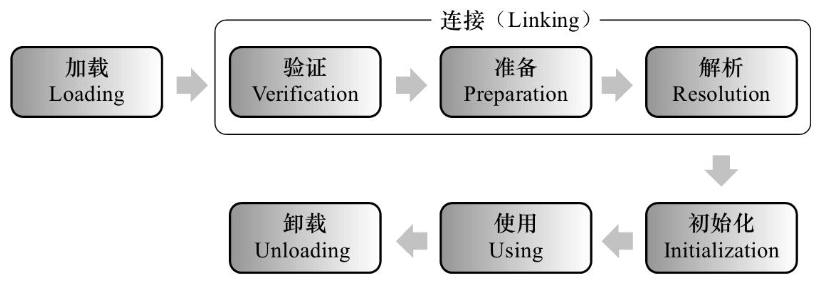 连接（Linking）
加载
Loading
验证
Verification
准备
Preparation
解析
Resolution
初始化
Initialization
使用
Using
卸载
Unloading